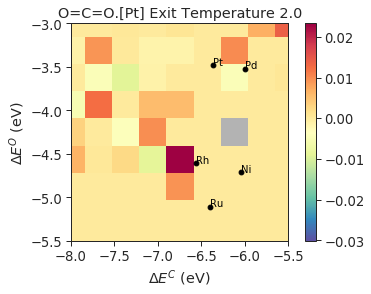 O=C=O.[Pt] Exit Temperature 2.0
−3.0
−3.5
−4.0
−4.5
−5.0
−5.5
ΔE^O (eV)
Pt
Pd
Rh
Ni
Ru
−8.0 −7.5 −7.0 −6.5 −6.0 −5.5
ΔE^C (eV)
0.02
0.01
0.00
−0.01
−0.02
−0.03